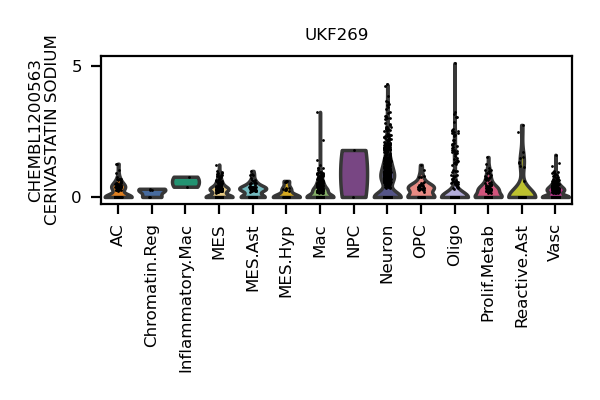 UKF269
CHEMBL1200563
CERIVASTATIN SODIUM
5
0
AC
Chromatin.Reg
Inflammatory.Mac
MES
MES.Ast
MES.Hyp
Mac
NPC
Neuron
OPC
Oligo
Prolif.Metab
Reactive.Ast
Vasc